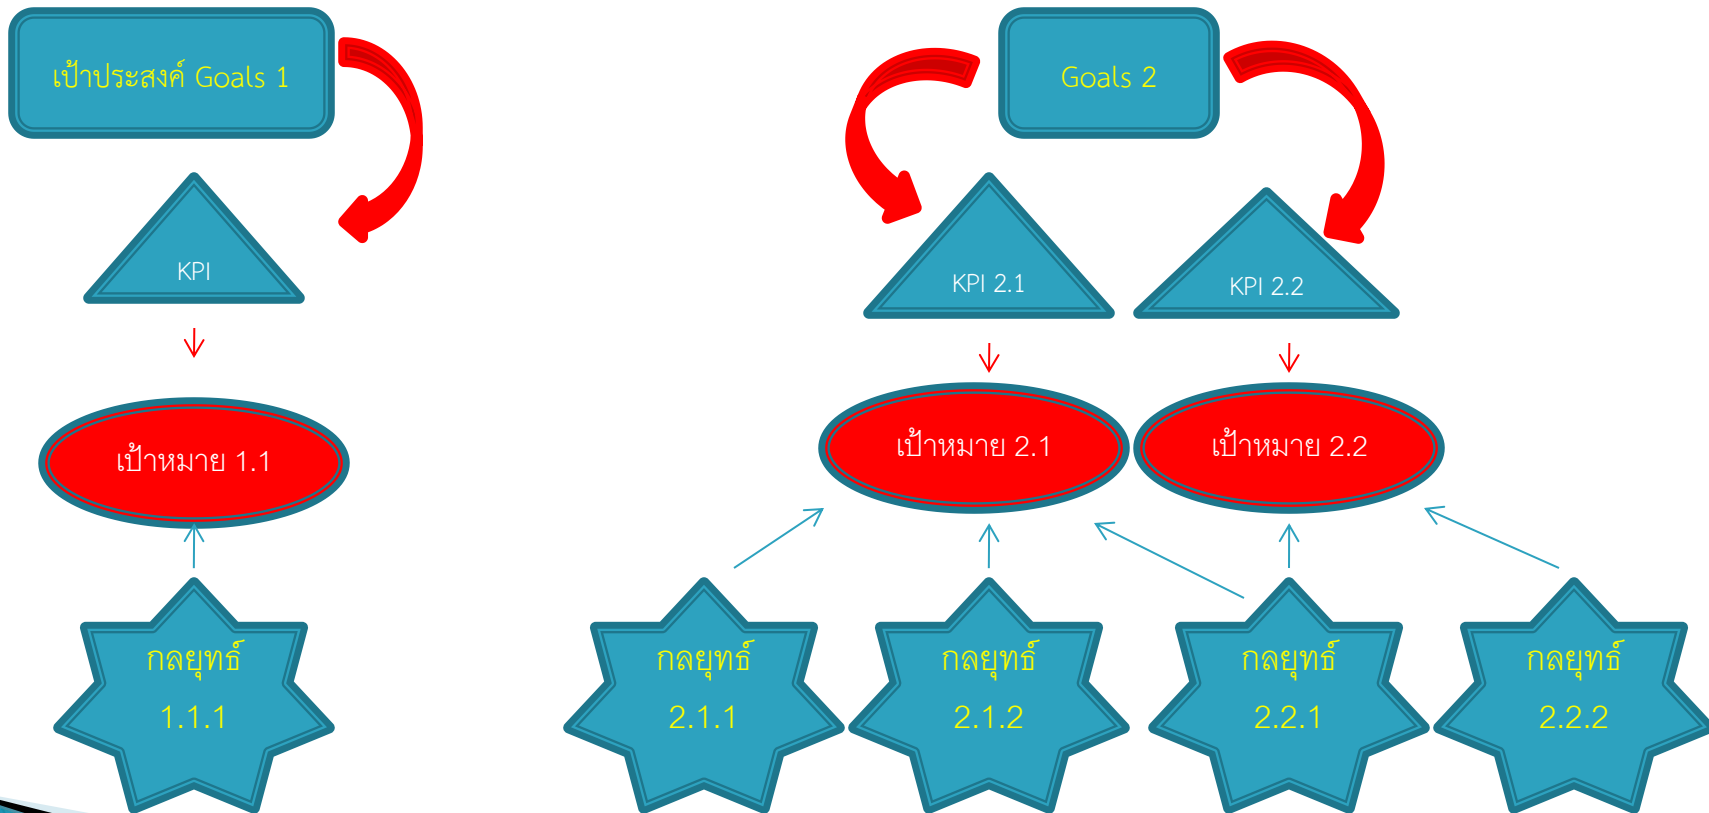 เป้าประสงค์ Goals 1
Goals 2
KPI
KPI 2.1
KPI 2.2
เป้าหมาย 1.1
เป้าหมาย 2.1
เป้าหมาย 2.2
กลยุทธ์
1.1.1
กลยุทธ์
2.1.1
กลยุทธ์
2.1.2
กลยุทธ์
2.2.1
กลยุทธ์
2.2.2